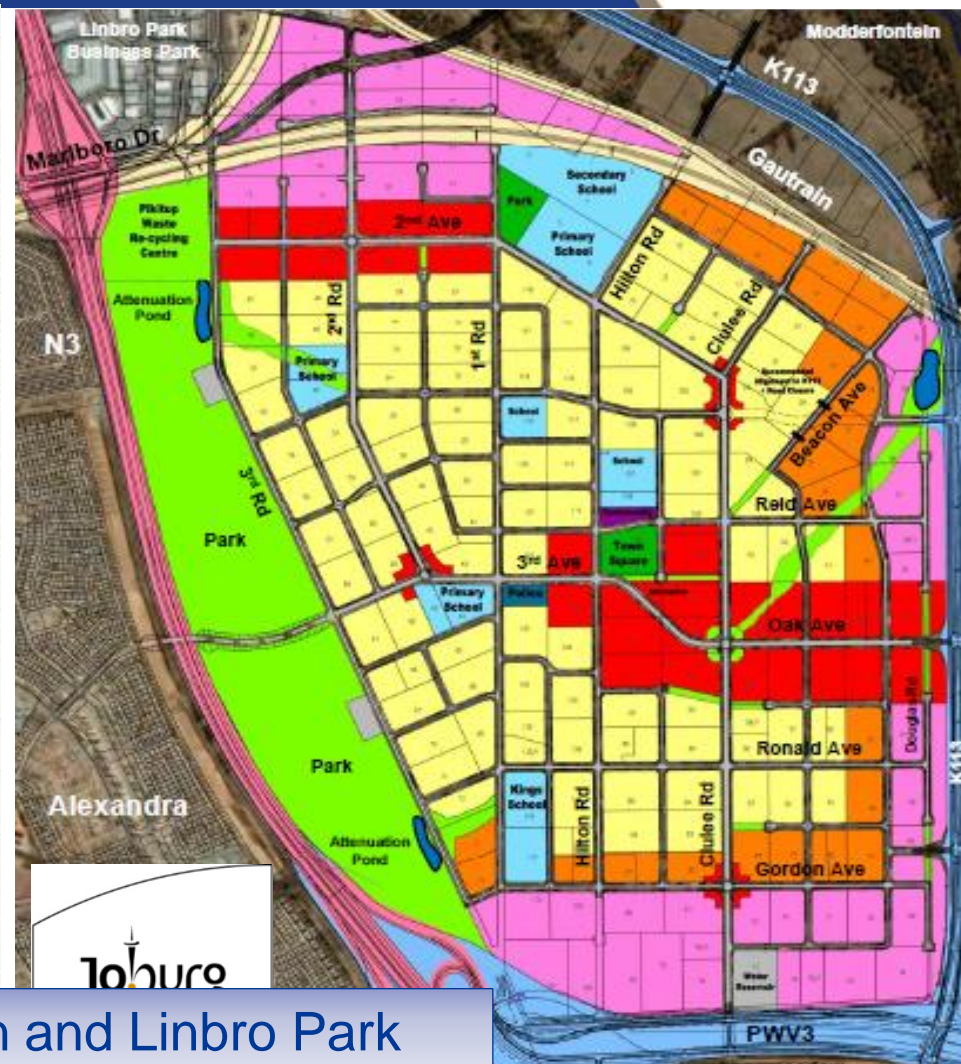 Linbro Park
Business Park
Modderfontein
K113
Marlboro Dr
Gautrain
Secondary
School
Pikitup
Waste
Re-cycling
Centre
Park
2nd Ave
Primary
School
Hilton Rd
Attenuation
Pond
2nd Rd
Clulee Rd
N3
1st Rd
Primary
School
Beacon Ave
School
School
3rd Rd
Reid Ave
Park
3rd Ave
Town
Square
Primary
School
Police
Oak Ave
Douglas Rd
Ronald Ave
K113
Park
Alexandra
Kings
School
Hilton Rd
Clulee Rd
Attenuation
Pond
Gordon Ave
Joburg
Water
Reservoir
n and Linbro Park
PWV3